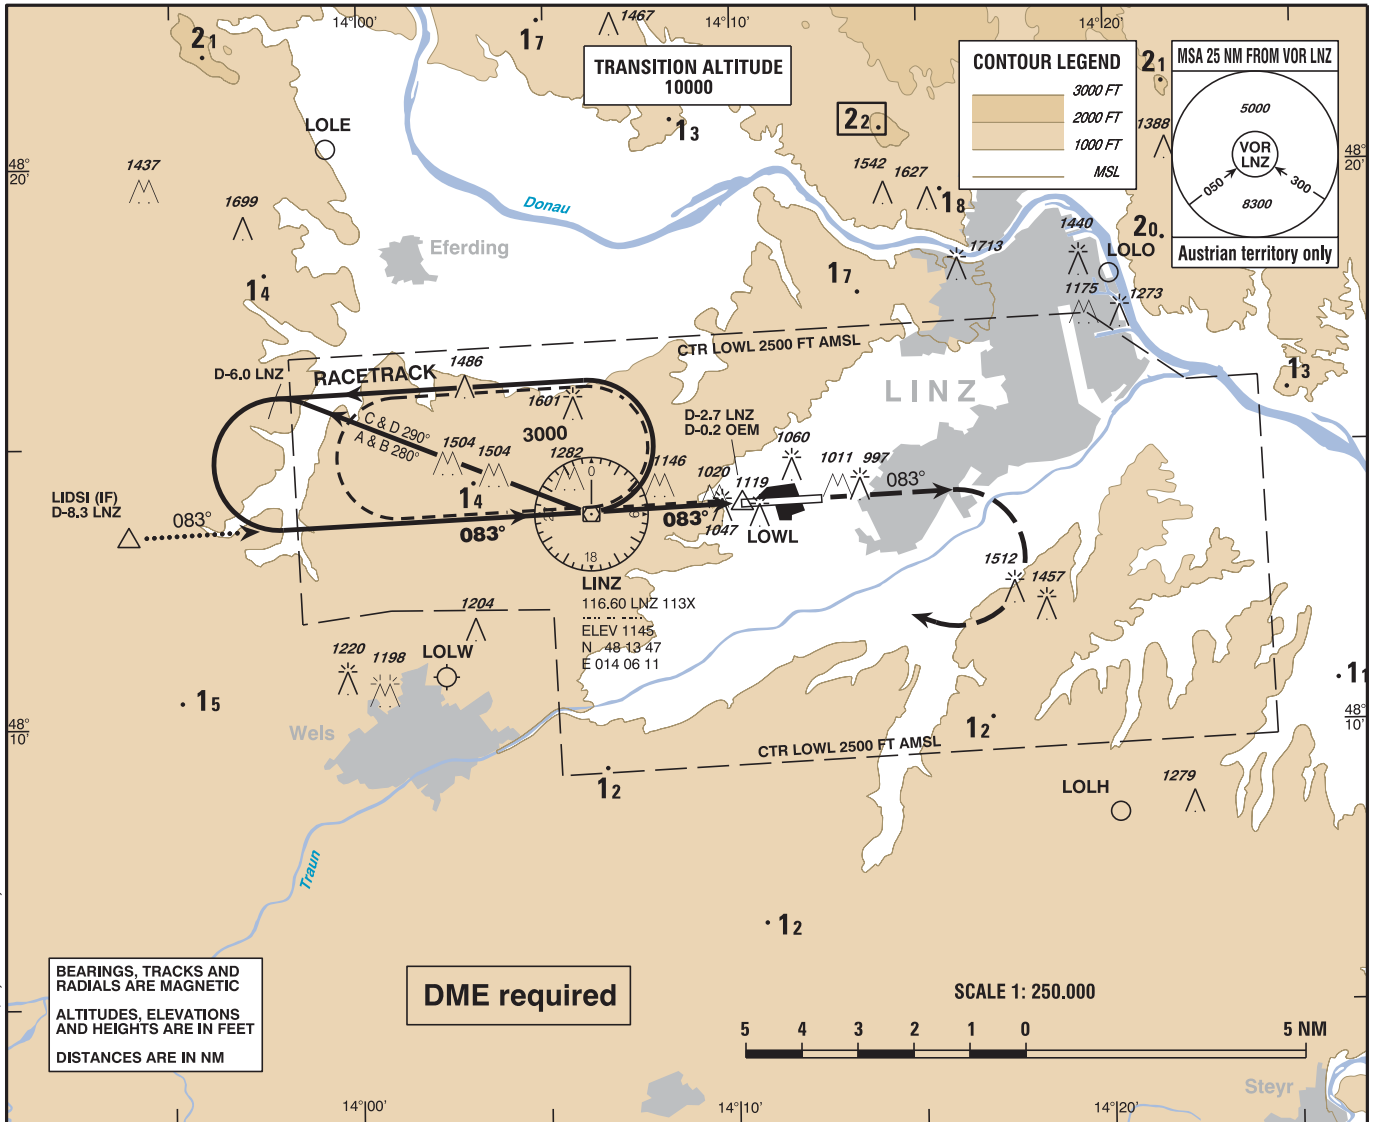 14°00'
14°10'
14°20'
2₁
1₇
1467
TRANSITION ALTITUDE
10000
CONTOUR LEGEND
3000 FT
2000 FT
1000 FT
MSL
2₁
MSA 25 NM FROM VOR LNZ
5000
VOR
LNZ
050
300
8300
Austrian territory only
LOLE
1₃
2₂
1388
48°
20'
48°
20'
1437
1542
1627
1₈
1699
Donau
2₀
1440
LOLO
Eferding
1713
1₇
1₄
1175
1273
CTR LOWL 2500 FT AMSL
1486
D-6.0 LNZ
RACETRACK
1₃
LINZ
1601
C & D 290°
A & B 280°
3000
D-2.7 LNZ
D-0.2 OEM
1504
1504
1282
1146
1060
1020
1119
1011
997
083°
1₄
0
6
18
LIDSI (IF)
D-8.3 LNZ
083°
083°
083°
1047
LOWL
1512
1457
LINZ
116.60 LNZ 113X
ELEV 1145
N 48 13 47
E 014 06 11
1204
1220
1198
LOLW
1₁
1₅
Wels
1₂
48°
10'
48°
10'
CTR LOWL 2500 FT AMSL
1₂
1279
LOLH
Traun
1₂
BEARINGS, TRACKS AND
RADIALS ARE MAGNETIC
ALTITUDES, ELEVATIONS
AND HEIGHTS ARE IN FEET
DISTANCES ARE IN NM
DME required
SCALE 1: 250.000
5 4 3 2 1 0 5 NM
Steyr
14°00'
14°10'
14°20'